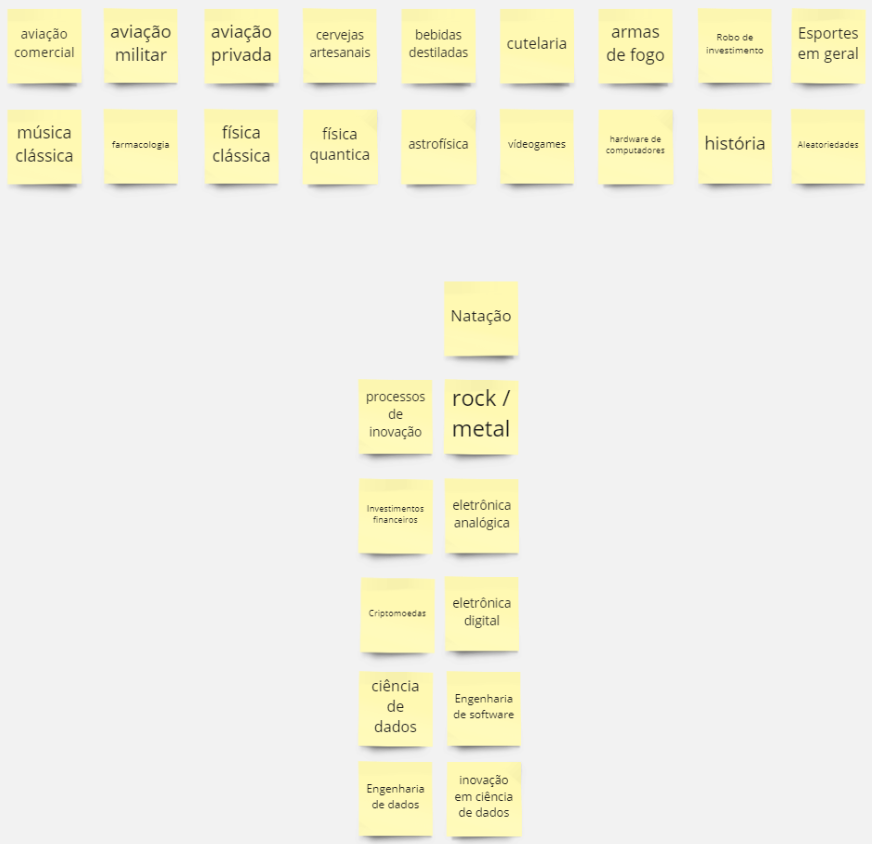 aviação
comercial
aviação
militar
aviação
privada
cervejas
artesanais
bebidas
destiladas
cutelaria
armas
de fogo
Robo de
investimento
Esportes
em geral
música
clássica
farmacologia
física
clássica
física
quantica
astrofísica
vídeogames
hardware de
computadores
história
Aleatoriedades
Natação
processos
de
inovação
rock /
metal
Investimentos
financeiros
eletrônica
analógica
Criptomoedas
eletrônica
digital
ciência
de
dados
Engenharia
de software
Engenharia
de dados
inovação
em ciência
de dados